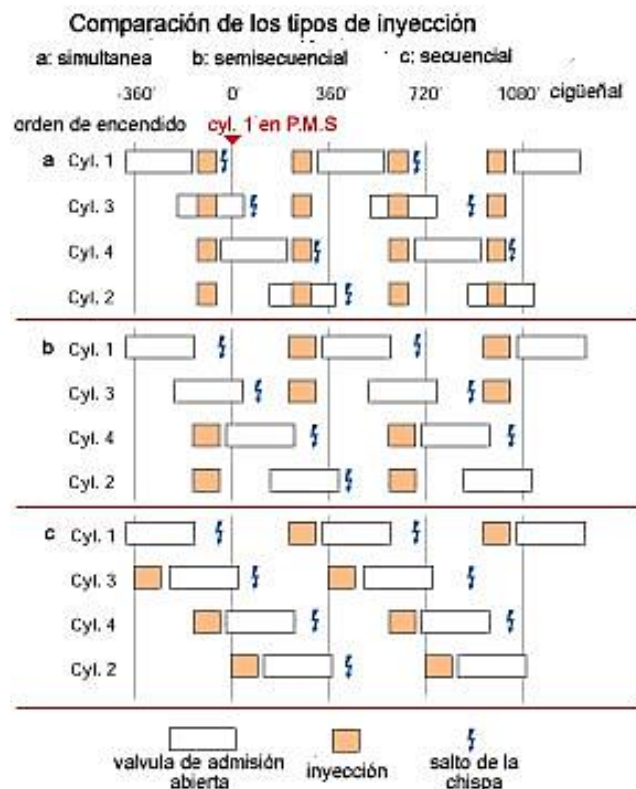 Comparación de los tipos de inyección
a: simultanea b: semisecuencial c: secuencial
-360° 0° 360° 720° 1080° cigüeñal
orden de encendido cyl. 1 en P.M.S
a Cyl. 1
Cyl. 3
Cyl. 4
Cyl. 2
b Cyl. 1
Cyl. 3
Cyl. 4
Cyl. 2
c Cyl. 1
Cyl. 3
Cyl. 4
Cyl. 2
valvula de admisión
abierta
inyección
salto de la
chispa